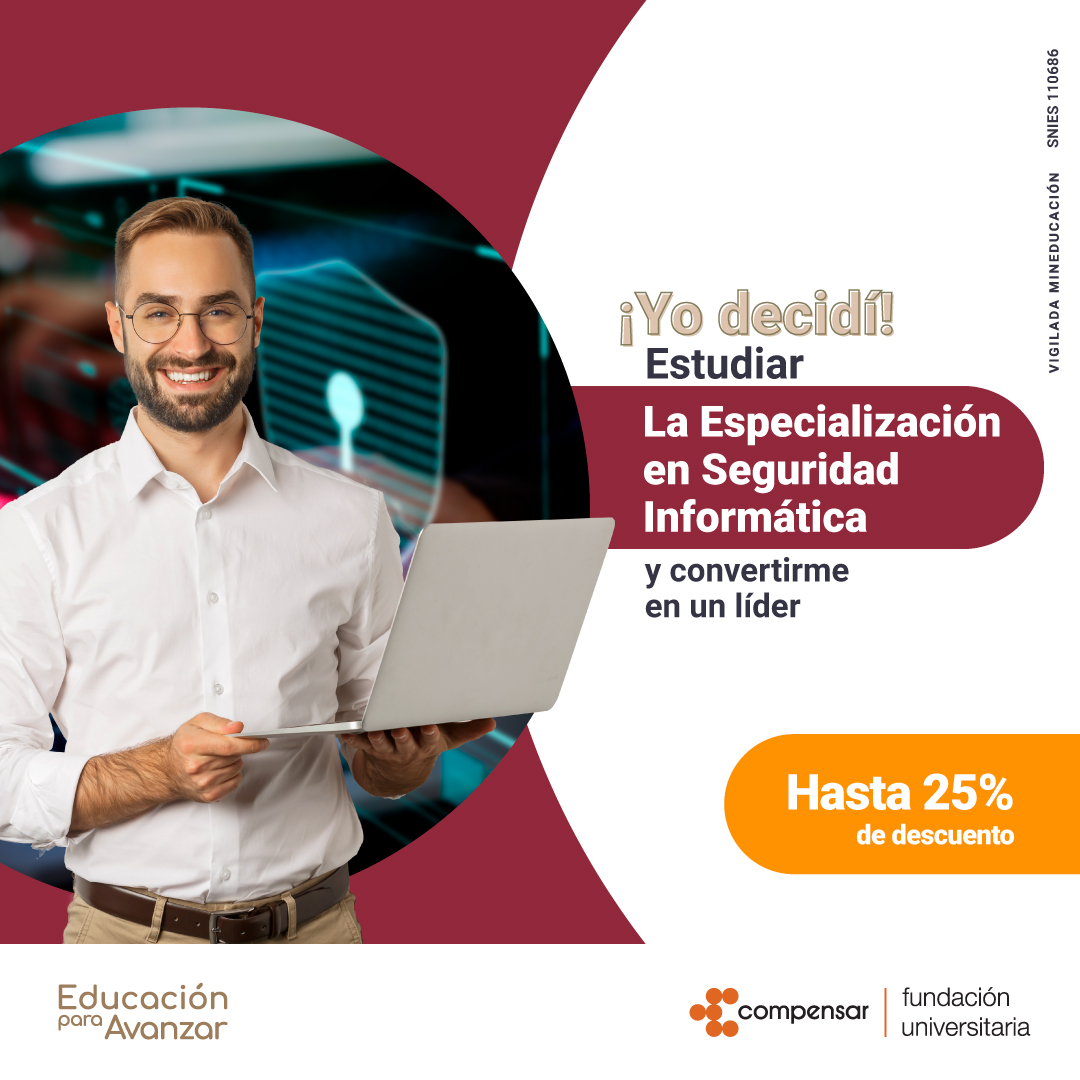 VIGILADA MINEDUCACIÓN SNIES 110686
¡Yo decidí!
Estudiar
La Especialización
en Seguridad
Informática
y convertirme
en un líder
Hasta 25%
de descuento
Educación
para Avanzar
compensar
fundación
universitaria